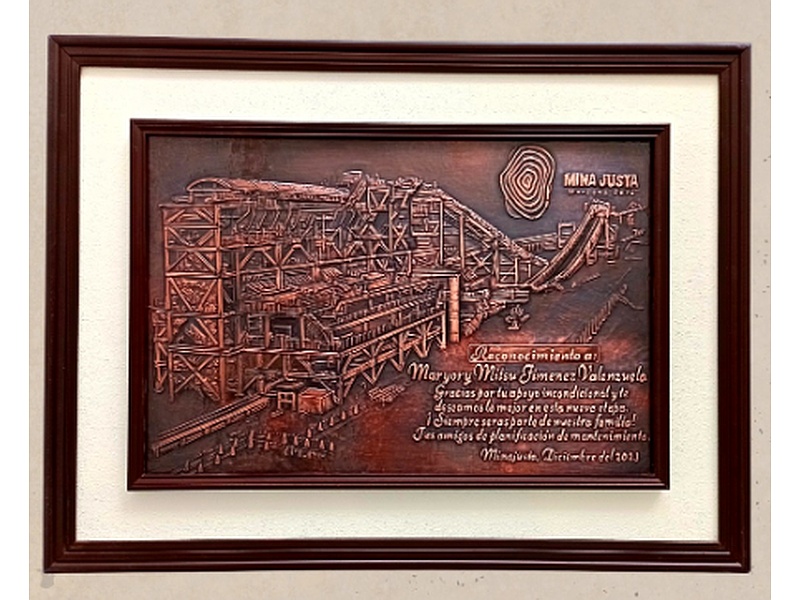 MINA JUSTA
Reconocimiento a:
Maryory Mitsu Jimenez Valenzuela
Gracias por tu apoyo incondicional y te
deseamos lo mejor en esta nueva etapa.
¡Siempre seras parte de nuestra familia!
Tus amigos de planificación de mantenimiento.
Minajusta, Diciembre del 2023